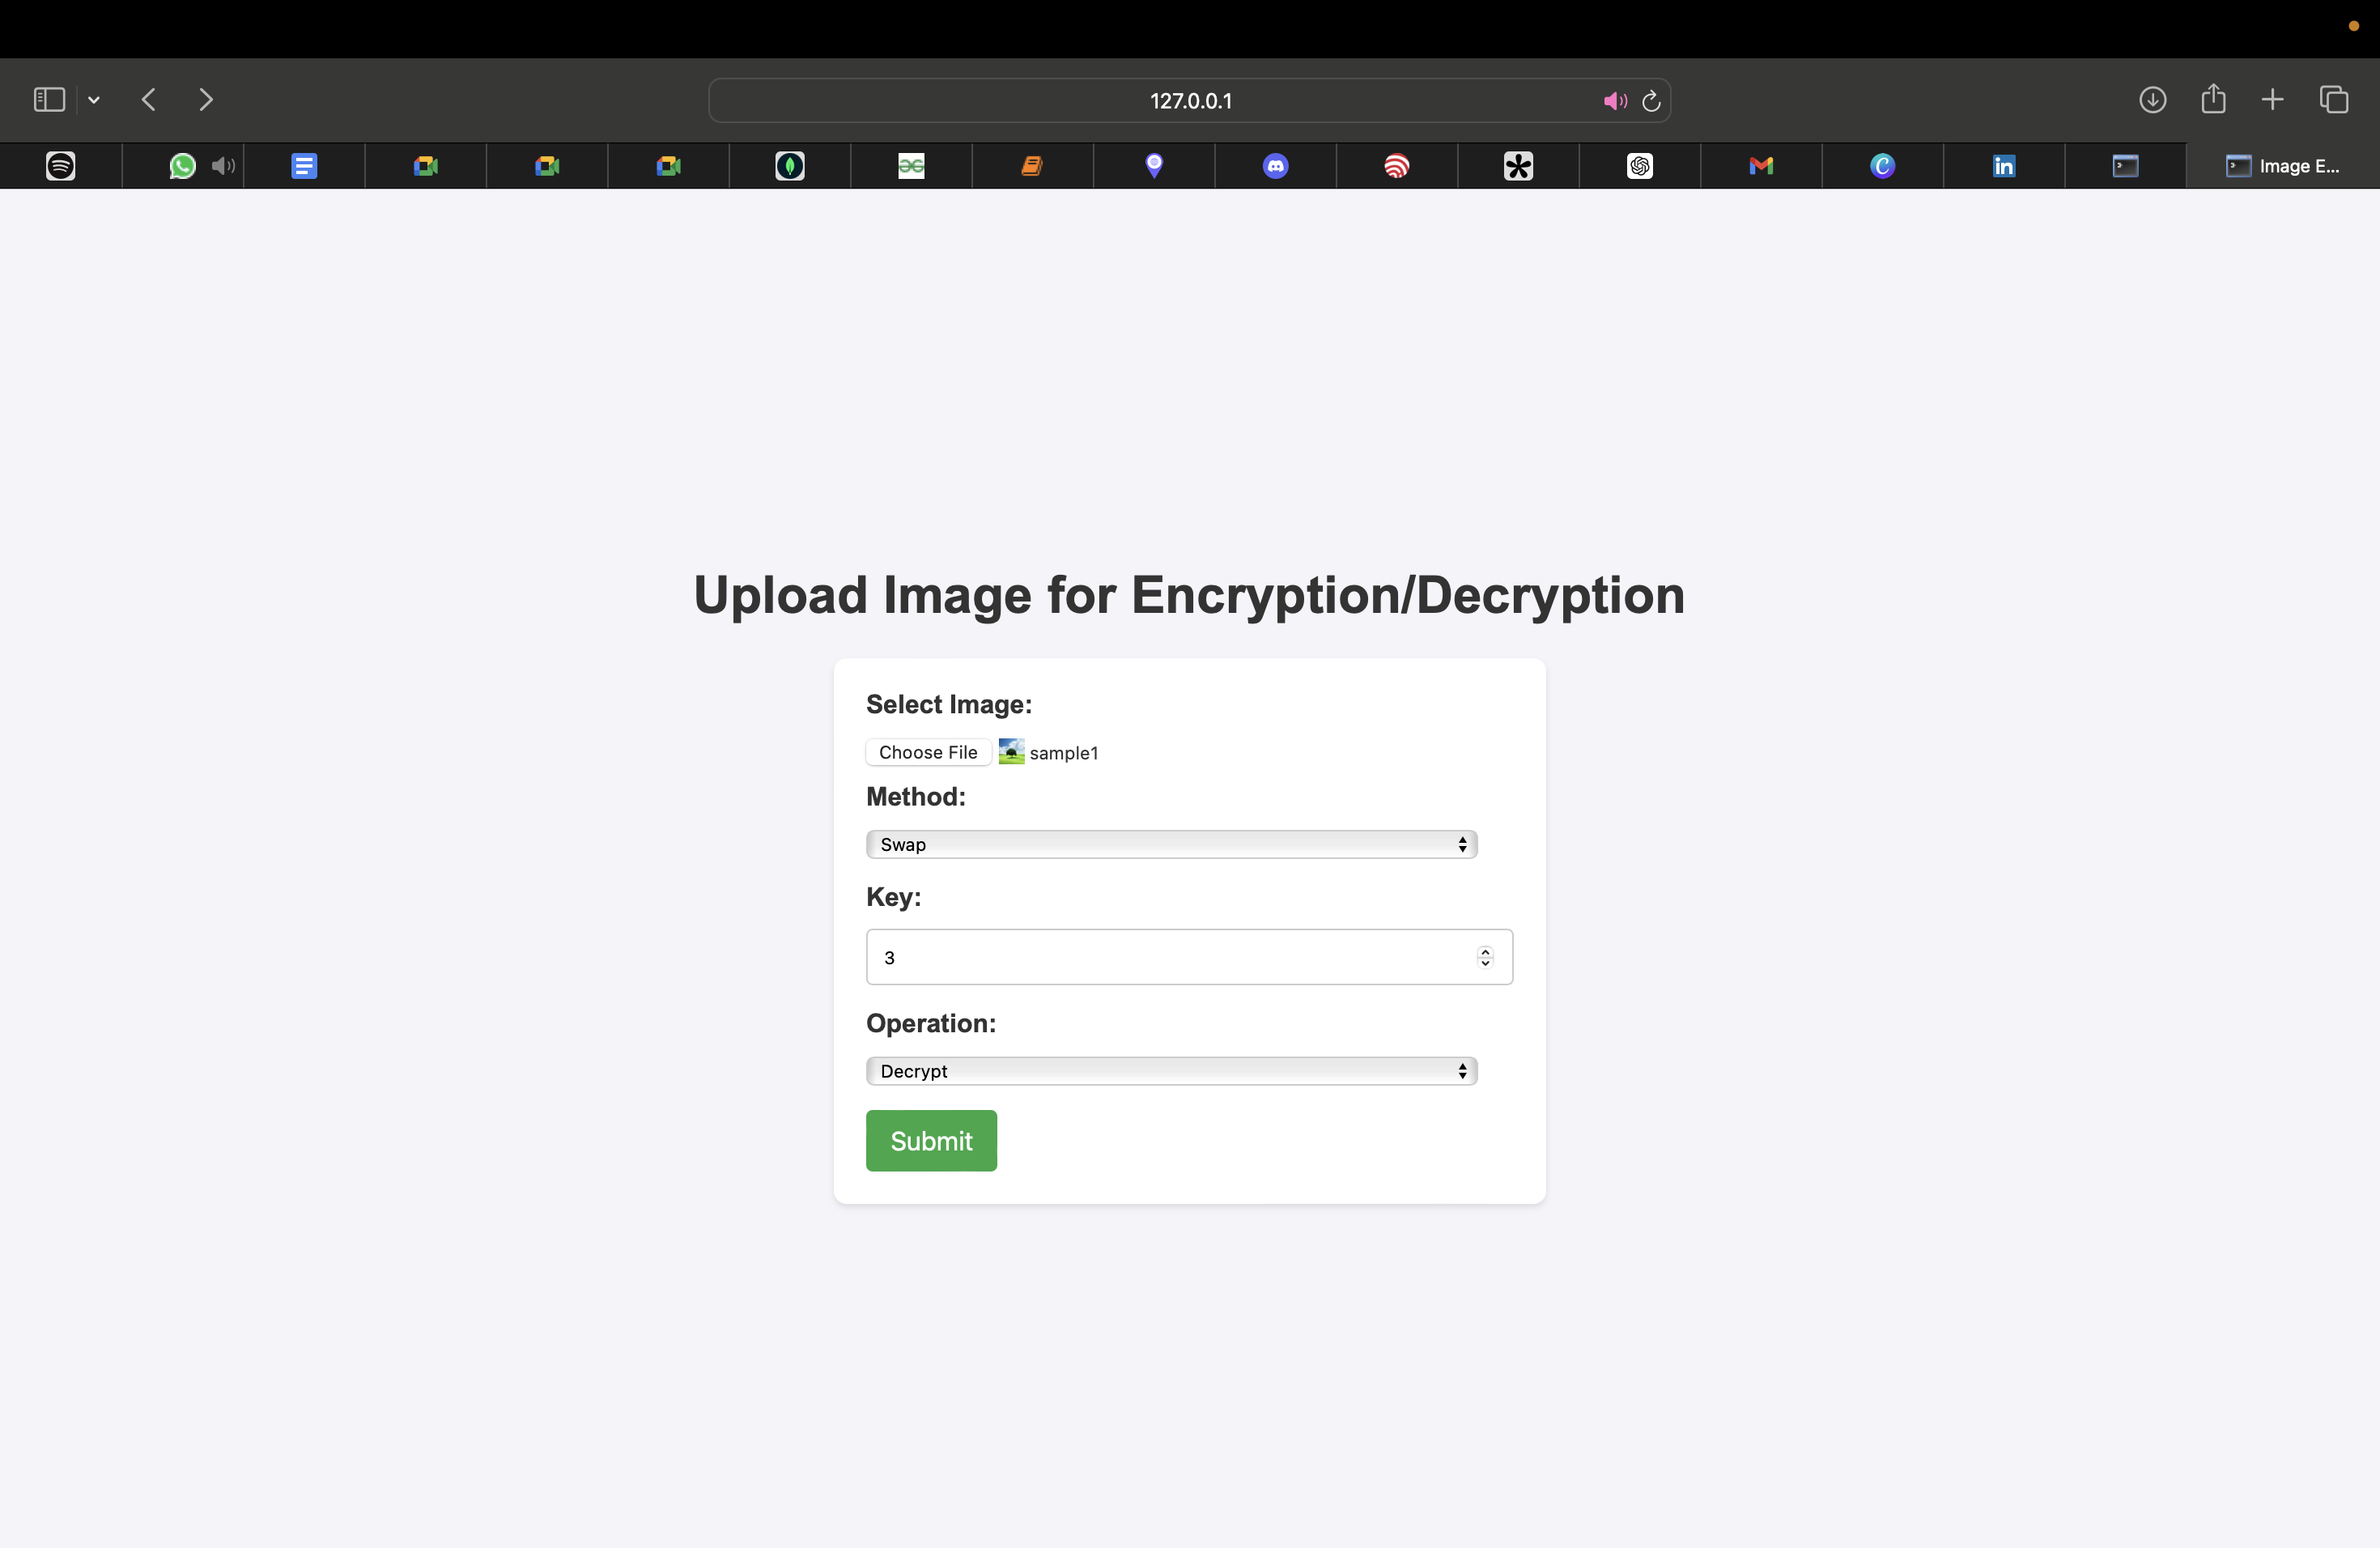 127.0.0.1
Image E...
Upload Image for Encryption/Decryption
Select Image:
Choose File sample1
Method:
Swap
Key:
3
Operation:
Decrypt
Submit